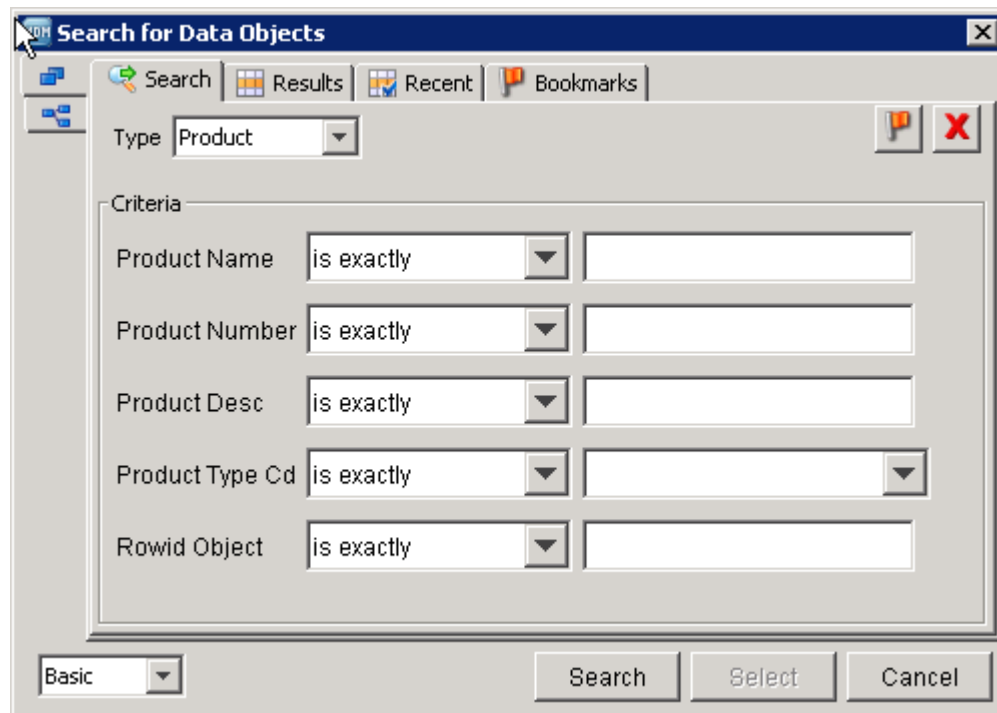 Search for Data Objects
Search Results Recent Bookmarks
Type Product
Criteria
Product Name is exactly
Product Number is exactly
Product Desc is exactly
Product Type Cd is exactly
Rowid Object is exactly
Basic Search Select Cancel